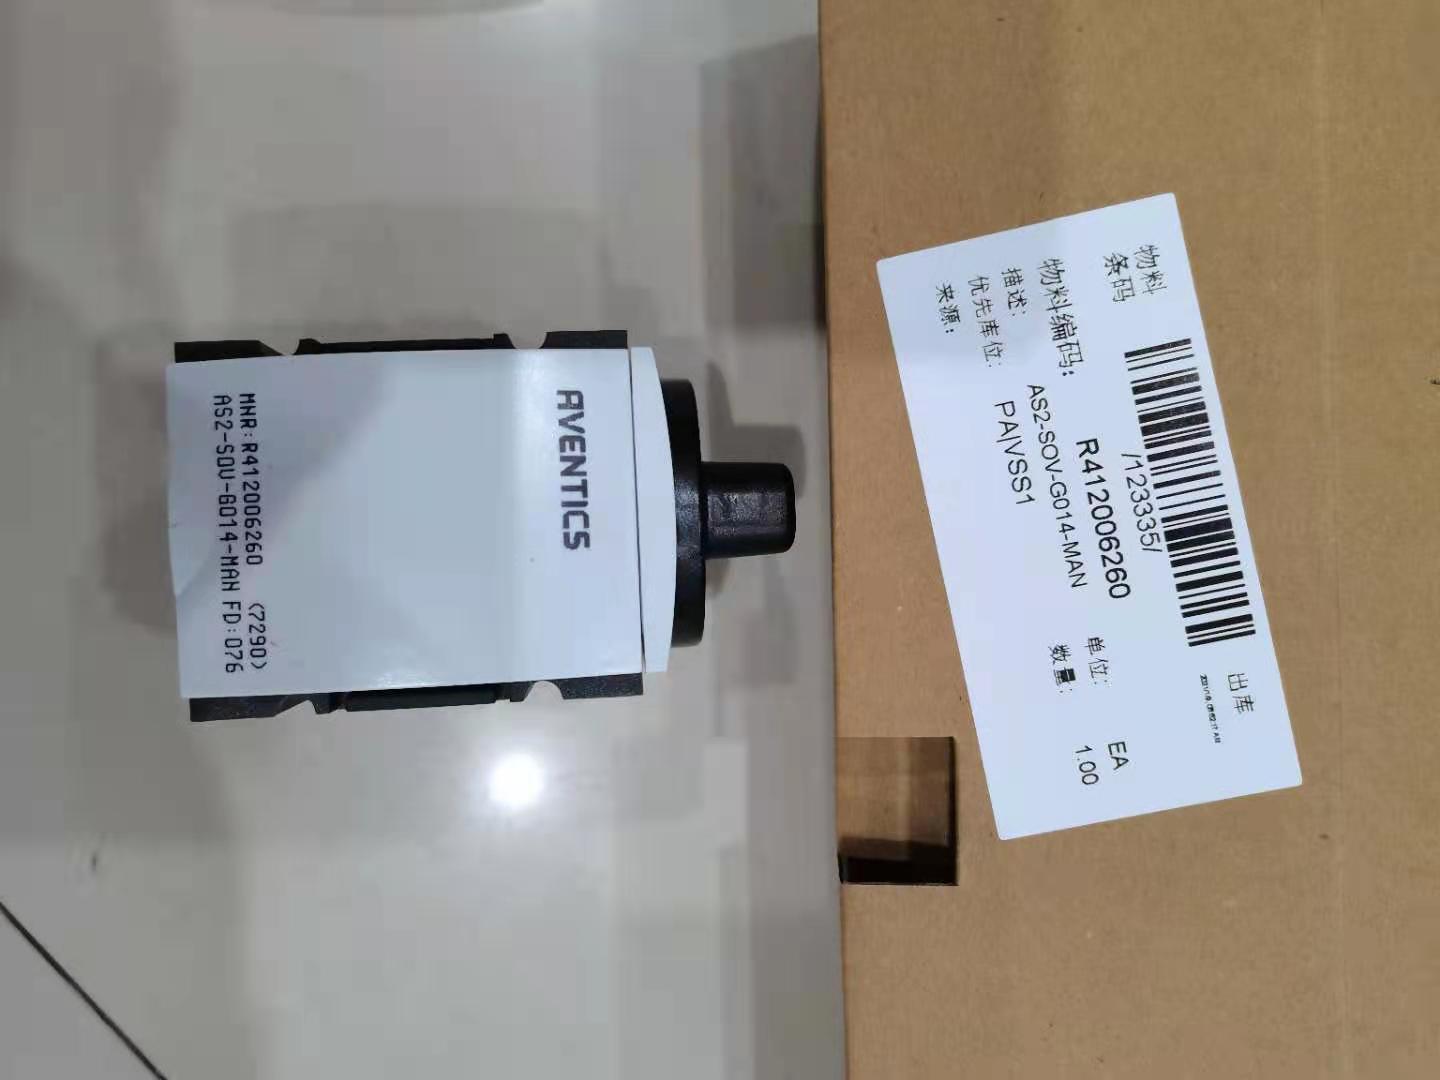 AVENTICS
MNR:R412006260 (7290)
AS2-SOV-G014-MAN FD:076
物料
条码
/123335/
出库
物料编码: R412006260
单位: EA
描述: AS2-SOV-G014-MAN
数量: 1.00
优先库位: PA|VSS1
来源: